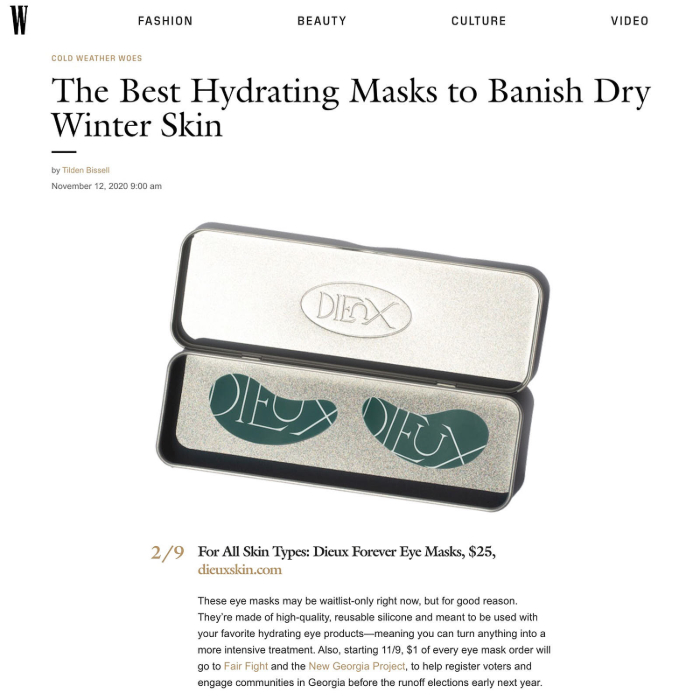 W
FASHION BEAUTY CULTURE VIDEO
COLD WEATHER WOES
The Best Hydrating Masks to Banish Dry
Winter Skin
by Tilden Bissell
November 12, 2020 9:00 am
DIEUX
DIEUX DIEUX
2/9 For All Skin Types: Dieux Forever Eye Masks, $25,
dieuxskin.com
These eye masks may be waitlist-only right now, but for good reason.
They're made of high-quality, reusable silicone and meant to be used with
your favorite hydrating eye products—meaning you can turn anything into a
more intensive treatment. Also, starting 11/9, $1 of every eye mask order will
go to Fair Fight and the New Georgia Project, to help register voters and
engage communities in Georgia before the runoff elections early next year.